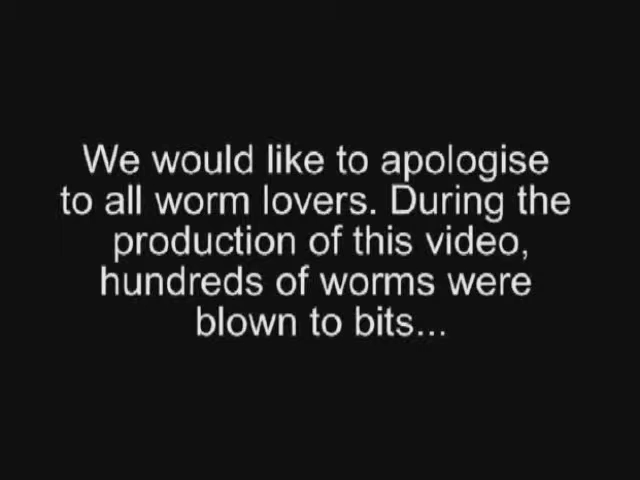 We would like to apologise
to all worm lovers. During the
production of this video,
hundreds of worms were
blown to bits...